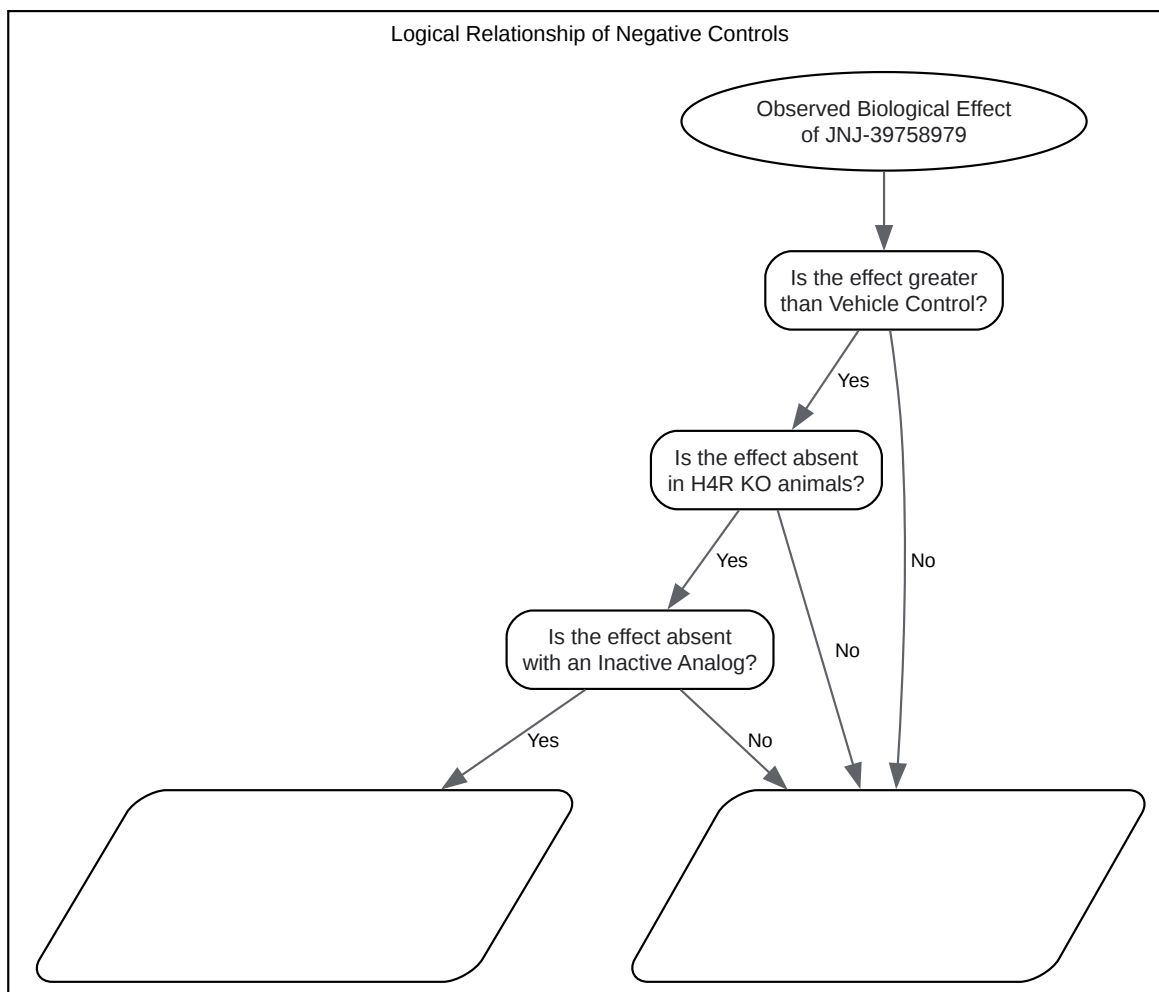 Logical Relationship of Negative Controls
Observed Biological Effect
of JNJ-39758979
Is the effect greater
than Vehicle Control?
Yes
Is the effect absent
in H4R KO animals?
Yes
No
Is the effect absent
with an Inactive Analog?
No
Yes
No